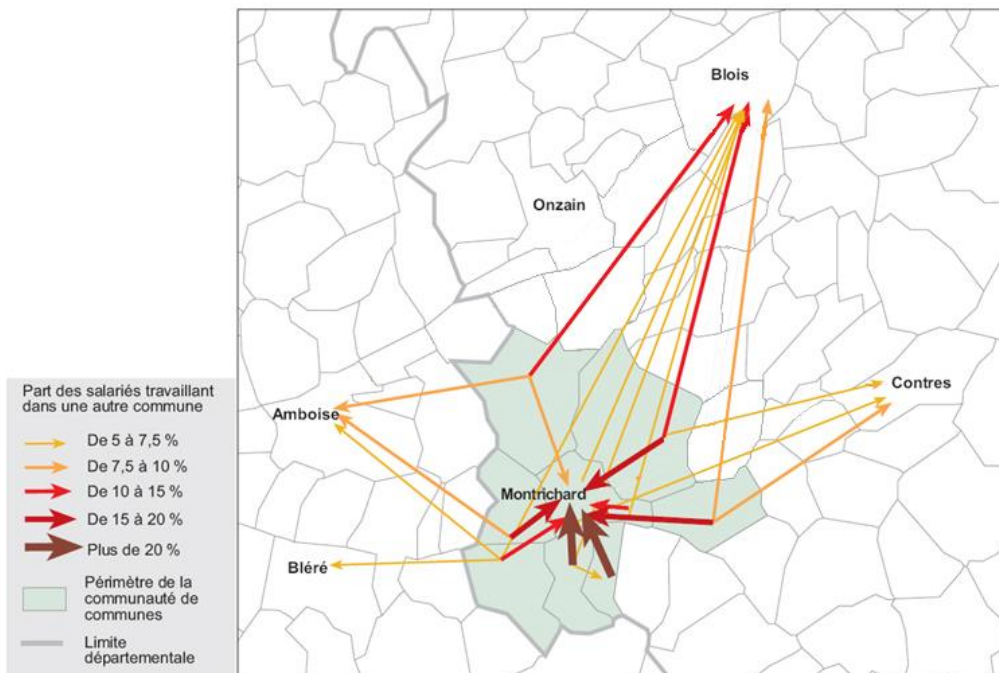 Blois
Onzain
Contres
Amboise
Montrichard
Bléré
Part des salariés travaillant
dans une autre commune
De 5 à 7,5 %
De 7,5 à 10 %
De 10 à 15 %
De 15 à 20 %
Plus de 20 %
Périmètre de la
communauté de
communes
Limite
départementale